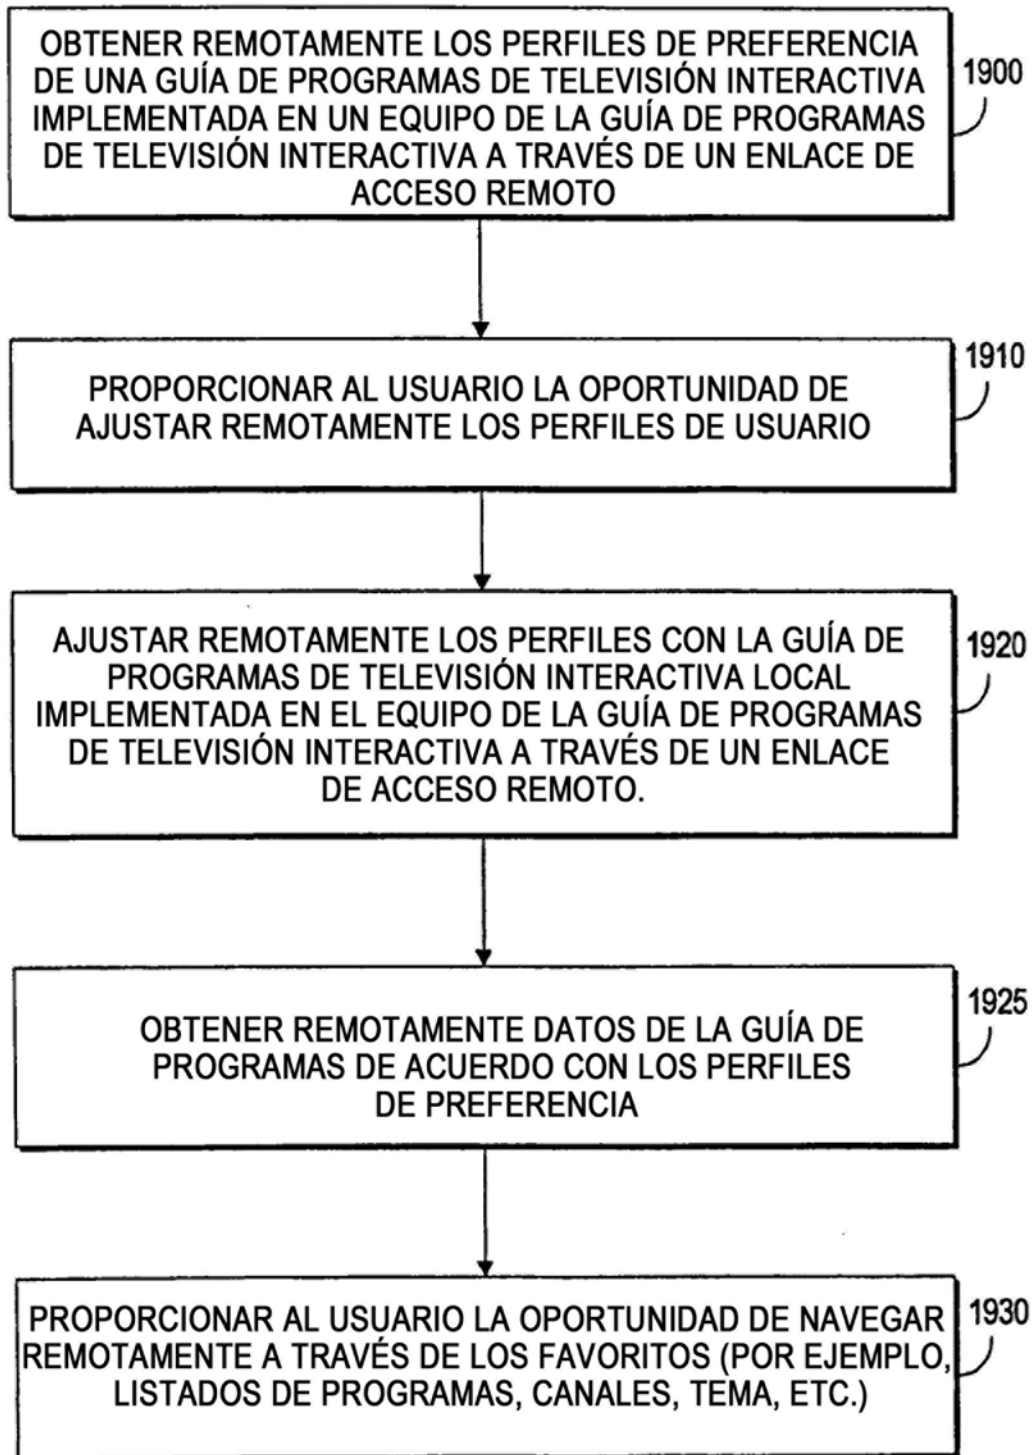 OBTENER REMOTAMENTE LOS PERFILES DE PREFERENCIA
DE UNA GUÍA DE PROGRAMAS DE TELEVISIÓN INTERACTIVA
IMPLEMENTADA EN UN EQUIPO DE LA GUÍA DE PROGRAMAS
DE TELEVISIÓN INTERACTIVA A TRAVÉS DE UN ENLACE DE
ACCESO REMOTO
1900
PROPORCIONAR AL USUARIO LA OPORTUNIDAD DE
AJUSTAR REMOTAMENTE LOS PERFILES DE USUARIO
1910
AJUSTAR REMOTAMENTE LOS PERFILES CON LA GUÍA DE
PROGRAMAS DE TELEVISIÓN INTERACTIVA LOCAL
IMPLEMENTADA EN EL EQUIPO DE LA GUÍA DE PROGRAMAS
DE TELEVISIÓN INTERACTIVA A TRAVÉS DE UN ENLACE
DE ACCESO REMOTO.
1920
OBTENER REMOTAMENTE DATOS DE LA GUÍA DE
PROGRAMAS DE ACUERDO CON LOS PERFILES
DE PREFERENCIA
1925
PROPORCIONAR AL USUARIO LA OPORTUNIDAD DE NAVEGAR
REMOTAMENTE A TRAVÉS DE LOS FAVORITOS (POR EJEMPLO,
LISTADOS DE PROGRAMAS, CANALES, TEMA, ETC.)
1930